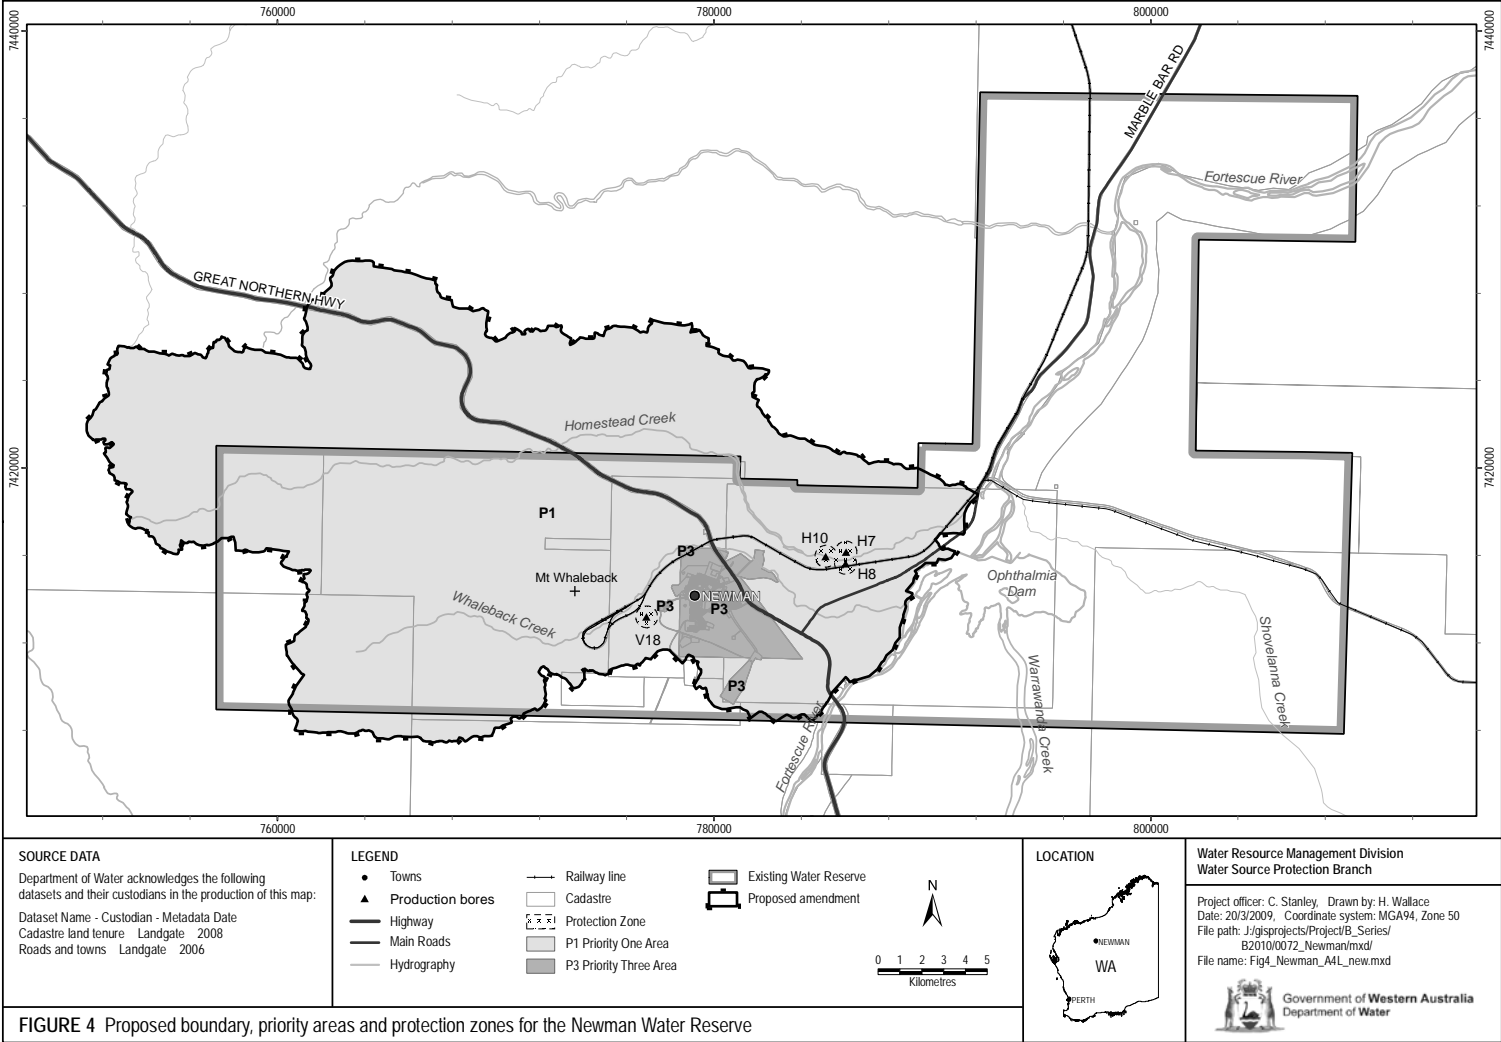 760000
780000
800000
7440000
7440000
MARBLE BAR RD
Fortescue River
GREAT NORTHERN HWY
Homestead Creek
7420000
7420000
P1
H10
H7
P3
H8
Mt Whaleback
Ophthalmia
Dam
NEWMAN
P3
P3
Whaleback Creek
V18
Shovelanna Creek
Warrawanda Creek
P3
Fortescue River
760000
780000
800000
SOURCE DATA
Department of Water acknowledges the following
datasets and their custodians in the production of this map:
Dataset Name - Custodian - Metadata Date
Cadastre land tenure Landgate 2008
Roads and towns Landgate 2006
LEGEND
Towns
Production bores
Highway
Main Roads
Hydrography
Railway line
Cadastre
Protection Zone
P1 Priority One Area
P3 Priority Three Area
Existing Water Reserve
Proposed amendment
N
0 1 2 3 4 5
Kilometres
LOCATION
NEWMAN
WA
PERTH
Water Resource Management Division
Water Source Protection Branch
Project officer: C. Stanley, Drawn by: H. Wallace
Date: 20/3/2009, Coordinate system: MGA94, Zone 50
File path: J:/gisprojects/Project/B_Series/
B2010/0072_Newman/mxd/
File name: Fig4_Newman_A4L_new.mxd
Government of Western Australia
Department of Water
FIGURE 4 Proposed boundary, priority areas and protection zones for the Newman Water Reserve